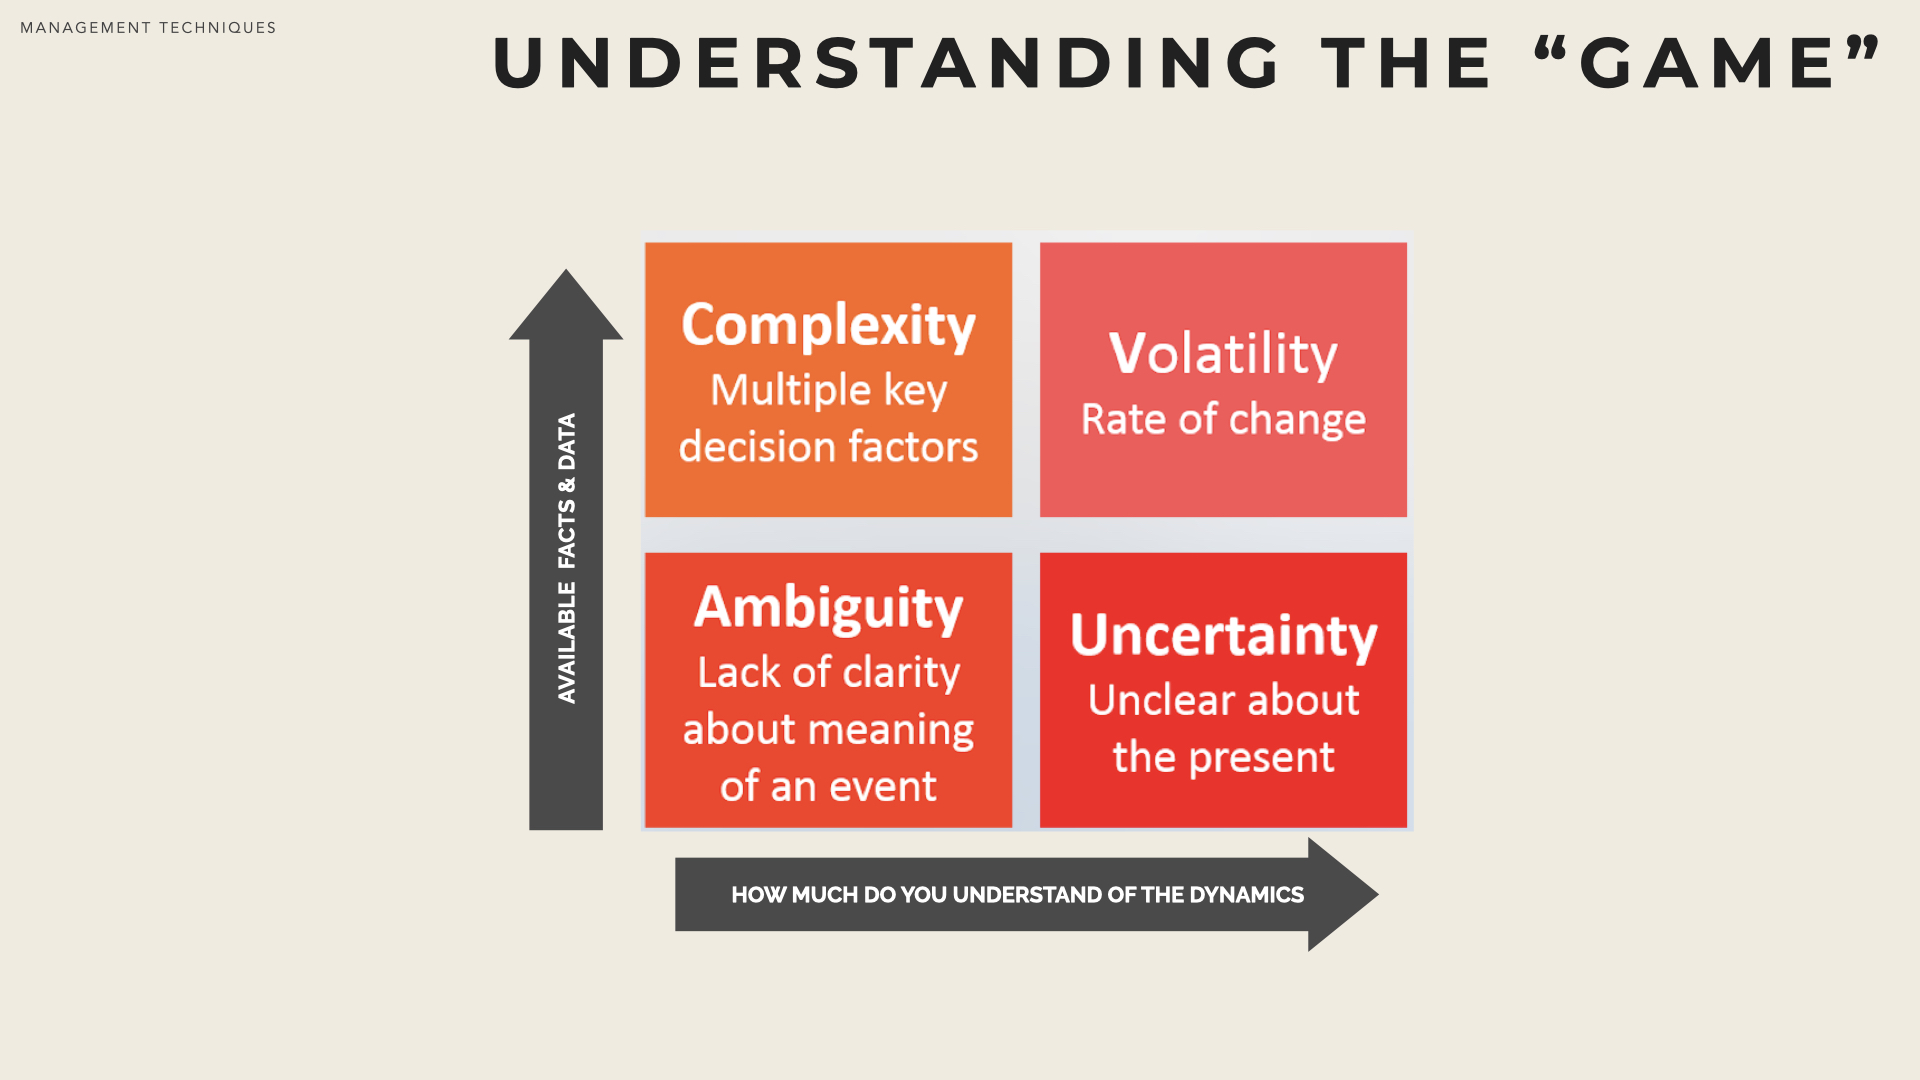 MANAGEMENT TECHNIQUES
UNDERSTANDING THE “GAME”
Complexity
Multiple key
decision factors
Volatility
Rate of change
AVAILABLE FACTS & DATA
Ambiguity
Lack of clarity
about meaning
of an event
Uncertainty
Unclear about
the present
HOW MUCH DO YOU UNDERSTAND OF THE DYNAMICS